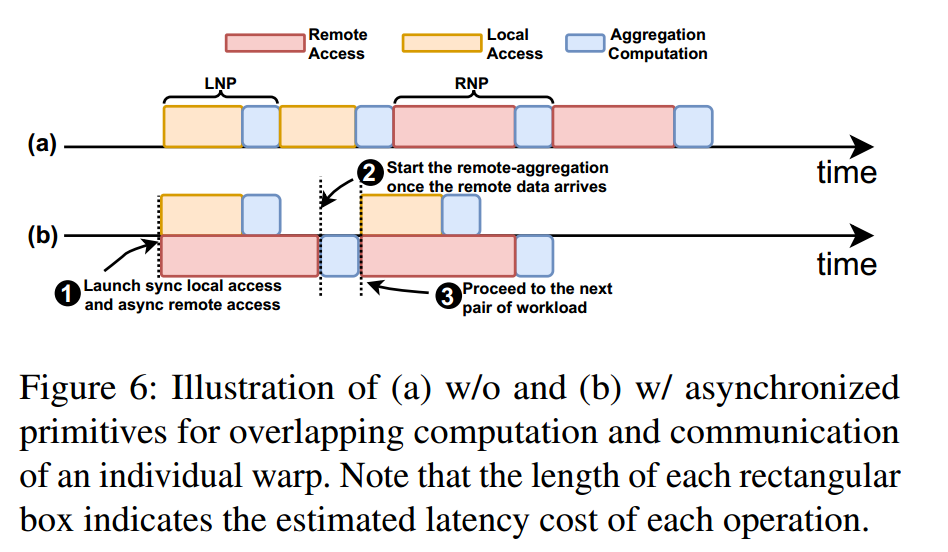 Remote
Access
Local
Access
Aggregation
Computation
LNP
RNP
(a)
time
2
Start the remote-aggregation
once the remote data arrives
(b)
time
1
Launch sync local access
and async remote access
3
Proceed to the next
pair of workload
Figure 6: Illustration of (a) w/o and (b) w/ asynchronized
primitives for overlapping computation and communication
of an individual warp. Note that the length of each rectangular
box indicates the estimated latency cost of each operation.